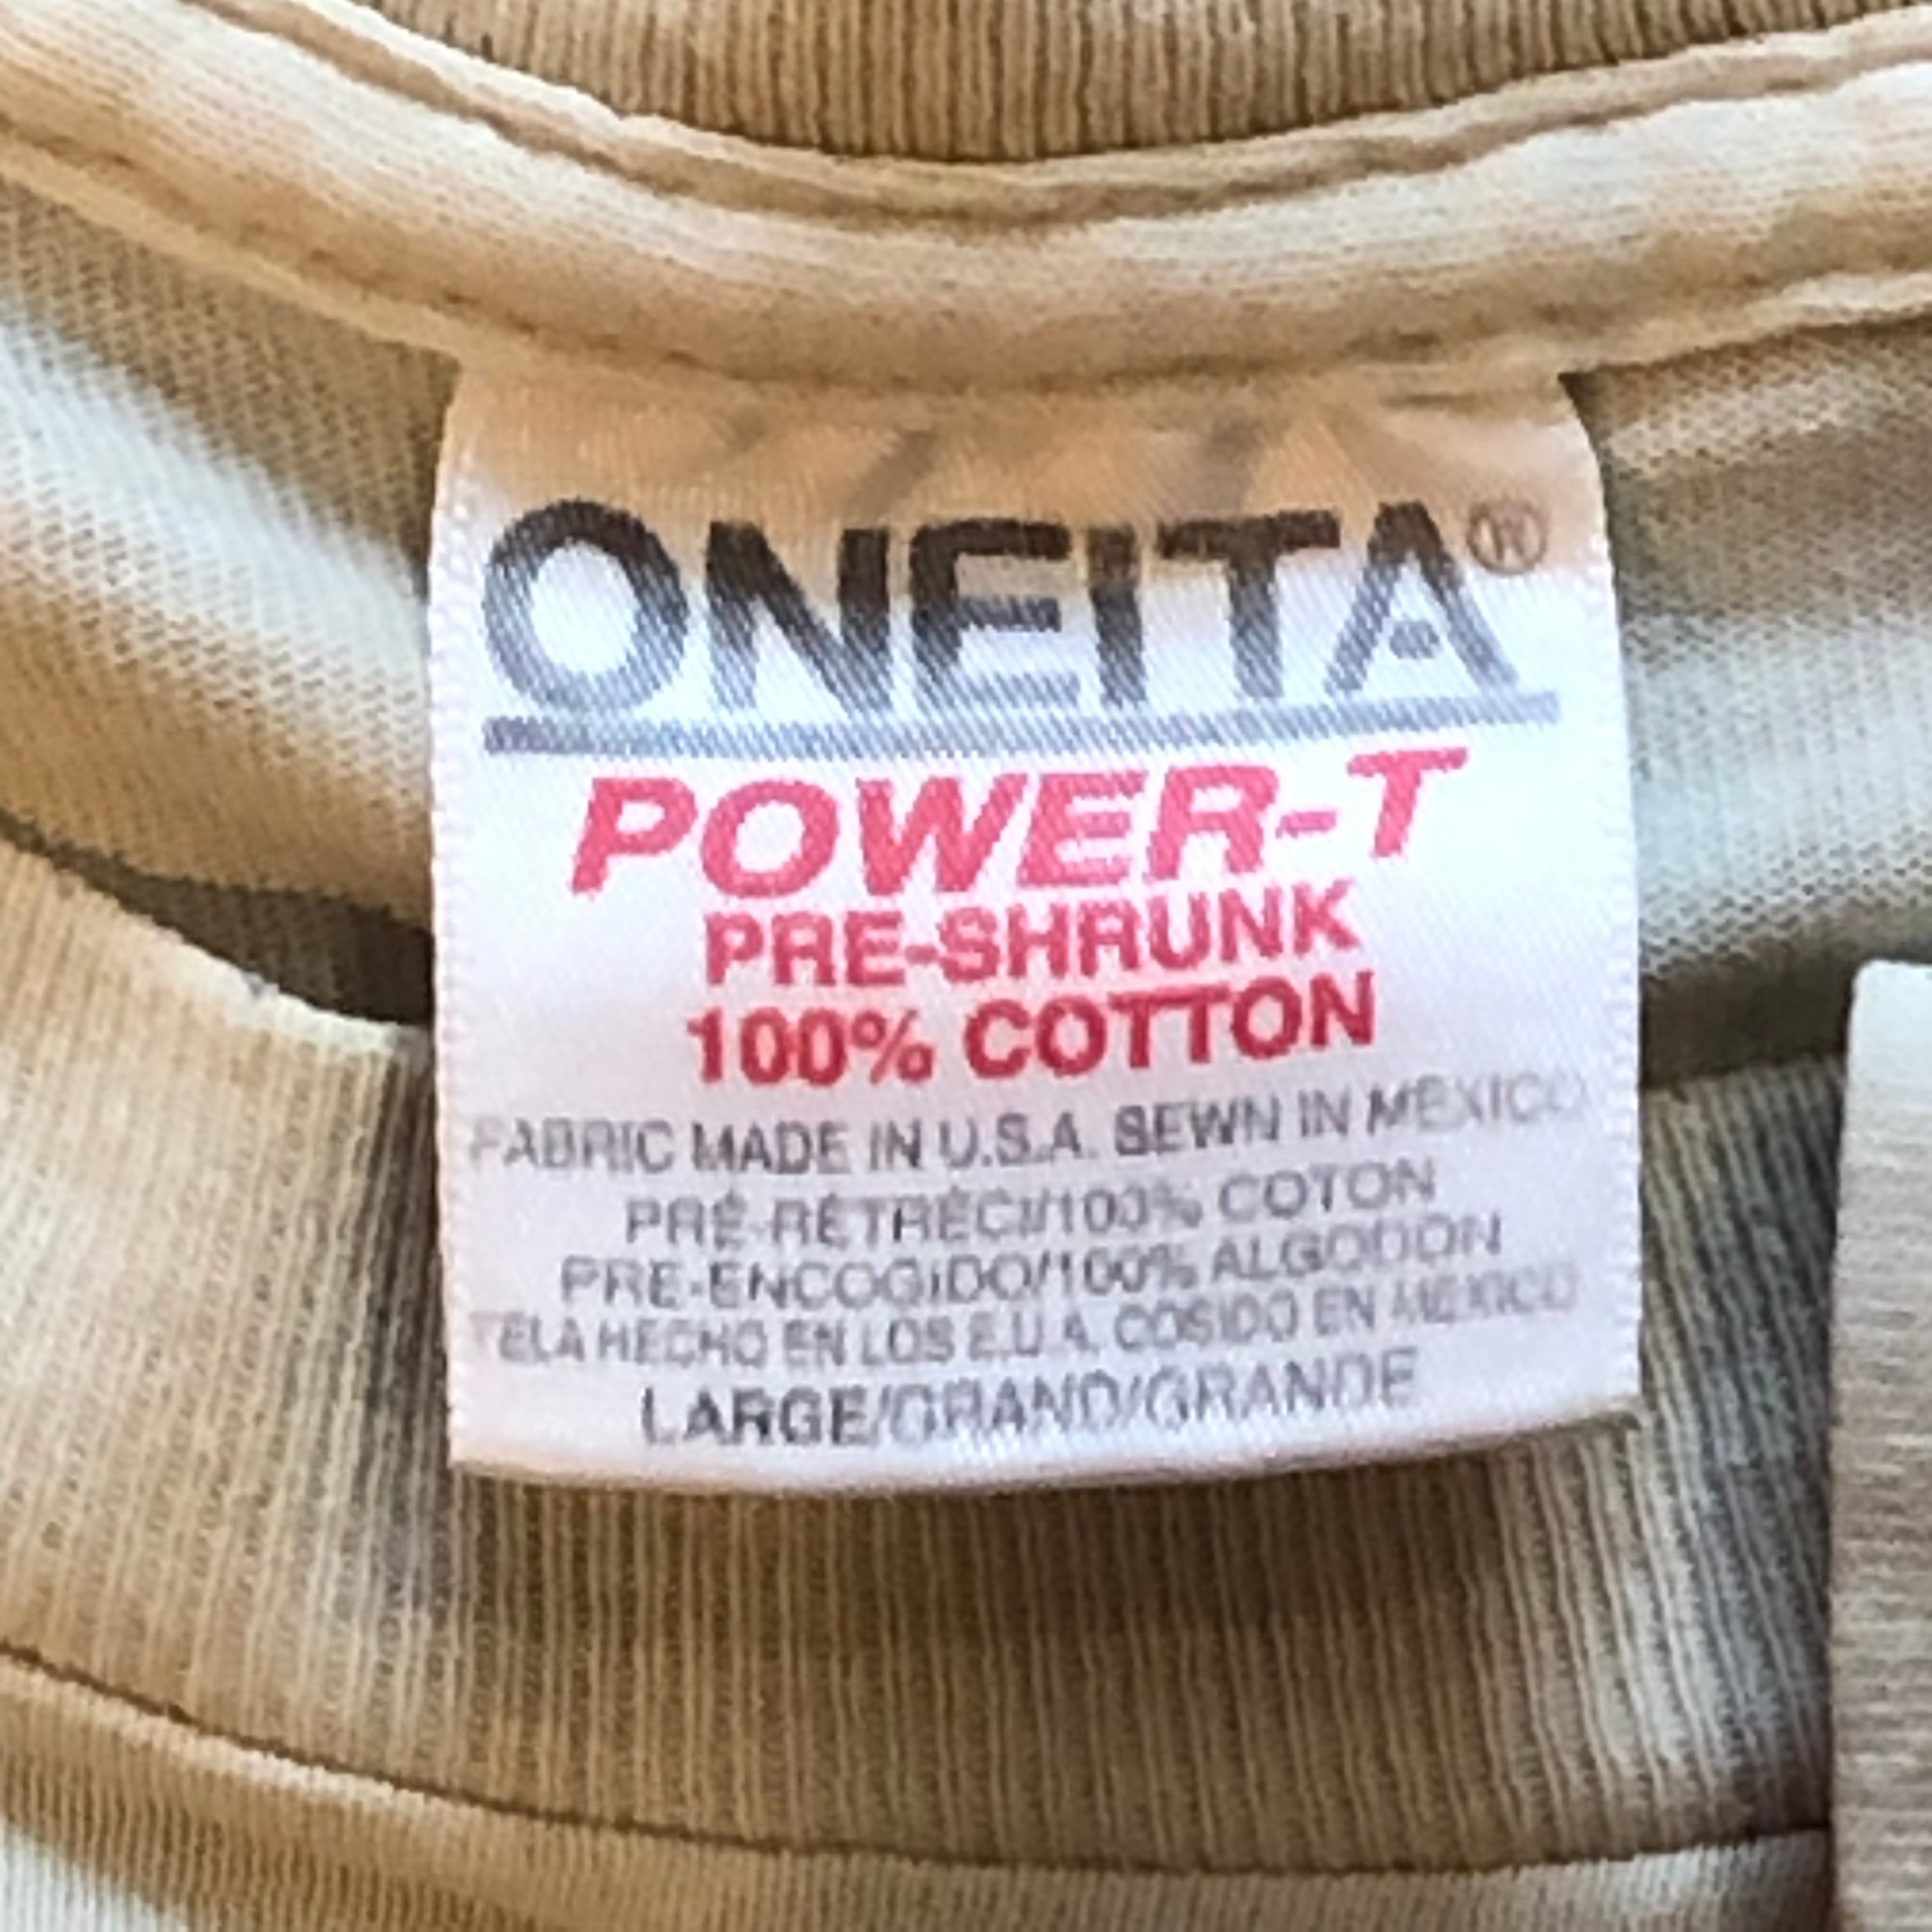 ONEITA®
POWER-T
PRE-SHRUNK
100% COTTON
FABRIC MADE IN U.S.A. SEWN IN MEXICO
PRÉ-RÉTRÉCI/100% COTON
PRE-ENCOGIDO/100% ALGODON
TELA HECHO EN LOS E.U.A. COSIDO EN MEXICO
LARGE/GRAND/GRANDE